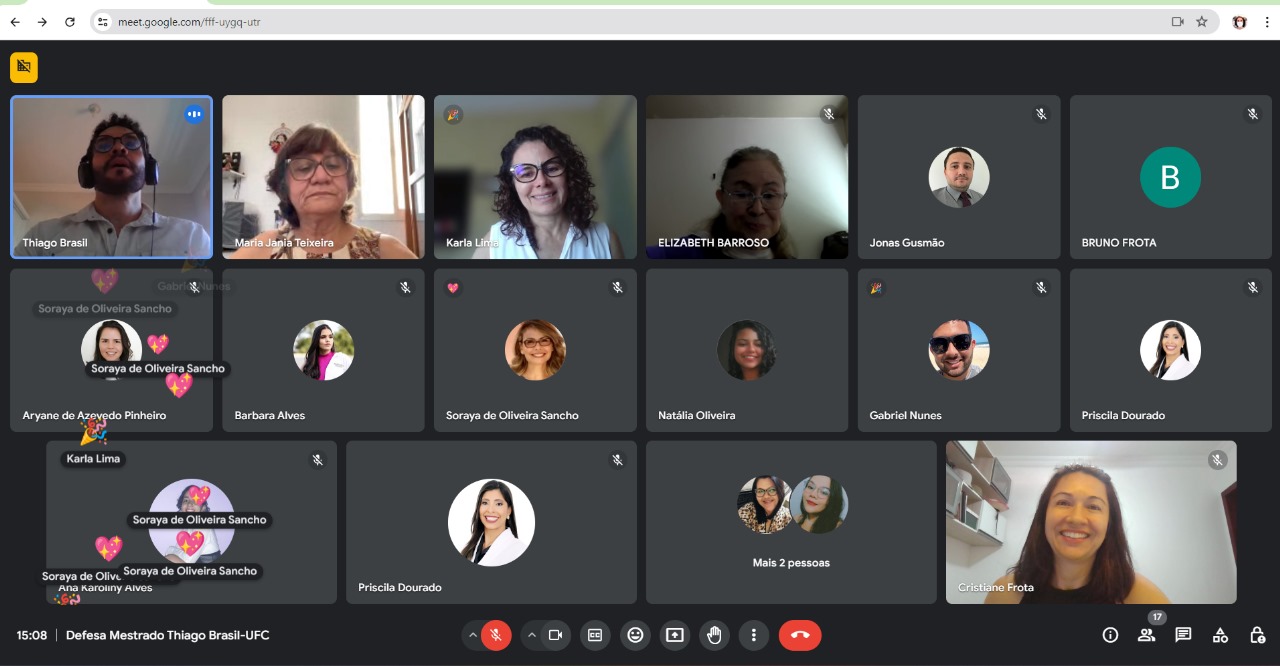 meet.google.com/fff-uygq-utr
Thiago Brasil
Maria Jania Teixeira
Karla Lima
ELIZABETH BARROSO
Jonas Gusmão
B
BRUNO FROTA
Gabriel Nunes
Soraya de Oliveira Sancho
Soraya de Oliveira Sancho
Aryane de Azevedo Pinheiro
Barbara Alves
Soraya de Oliveira Sancho
Natália Oliveira
Gabriel Nunes
Priscila Dourado
Karla Lima
Soraya de Oliveira Sancho
Soraya de Olive
Soraya de Oliveira Sancho
Ana Karoliny Alves
Priscila Dourado
Mais 2 pessoas
Cristiane Frota
15:08 | Defesa Mestrado Thiago Brasil-UFC
CC
17